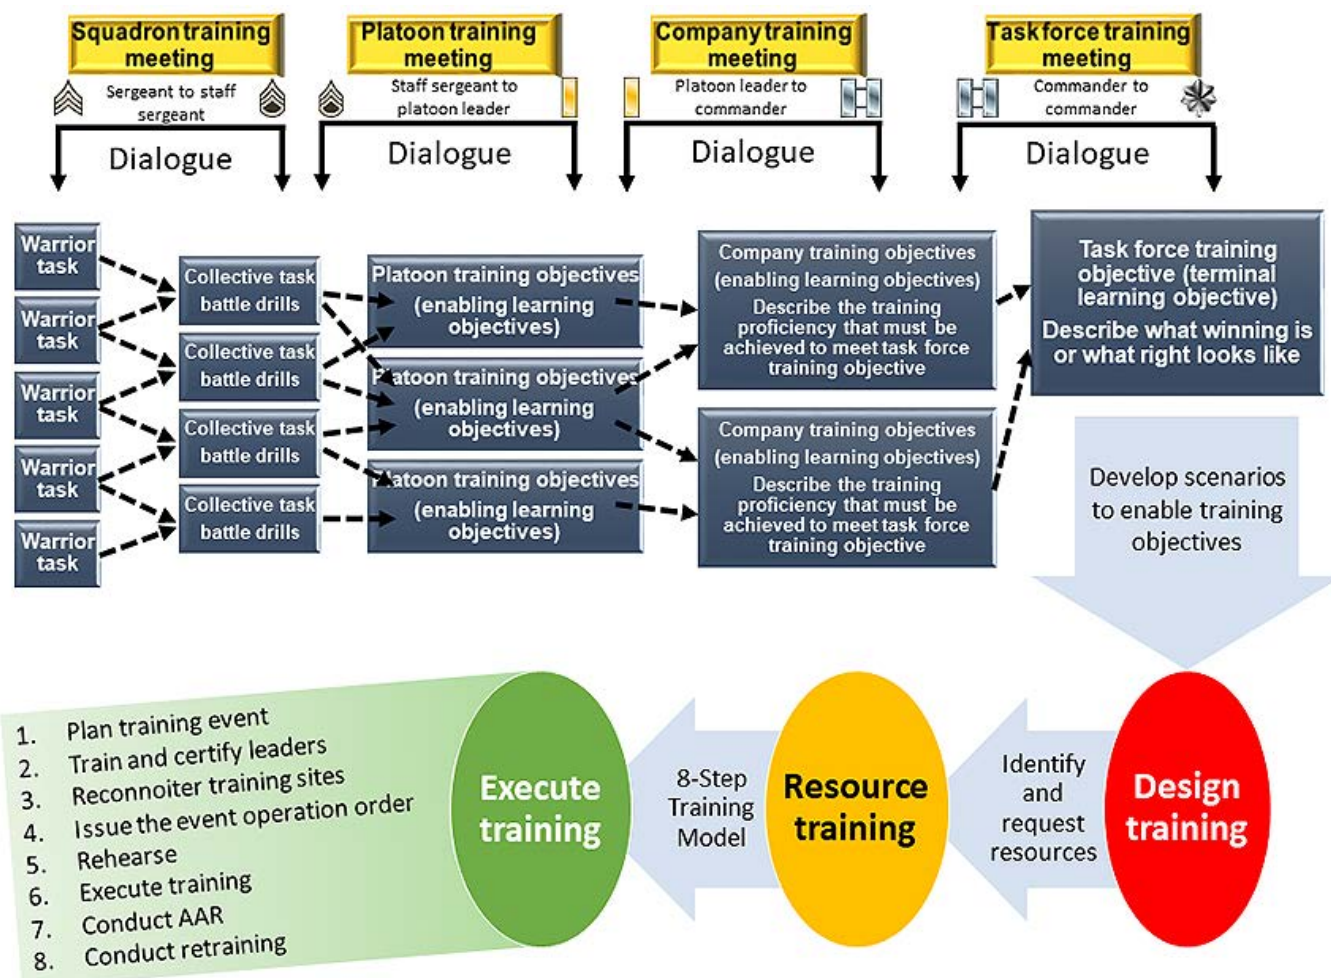 Squadron training
meeting
Sergeant to staff
sergeant
Dialogue
Platoon training
meeting
Staff sergeant to
platoon leader
Dialogue
Company training
meeting
Platoon leader to
commander
Dialogue
Task force training
meeting
Commander to
commander
Dialogue
Warrior
task
Warrior
task
Warrior
task
Warrior
task
Warrior
task
Collective task
battle drills
Collective task
battle drills
Collective task
battle drills
Collective task
battle drills
Platoon training objectives
(enabling learning
objectives)
Platoon training objectives
(enabling learning
objectives)
Platoon training objectives
(enabling learning
objectives)
Company training objectives
(enabling learning objectives)
Describe the training
proficiency that must be
achieved to meet task force
training objective
Company training objectives
(enabling learning objectives)
Describe the training
proficiency that must be
achieved to meet task force
training objective
Task force training
objective (terminal
learning objective)
Describe what winning is
or what right looks like
Develop scenarios
to enable training
objectives
Design
training
Identify
and
request
resources
Resource
training
8-Step
Training
Model
Execute
training
1. Plan training event
2. Train and certify leaders
3. Reconnoiter training sites
4. Issue the event operation order
5. Rehearse
6. Execute training
7. Conduct AAR
8. Conduct retraining